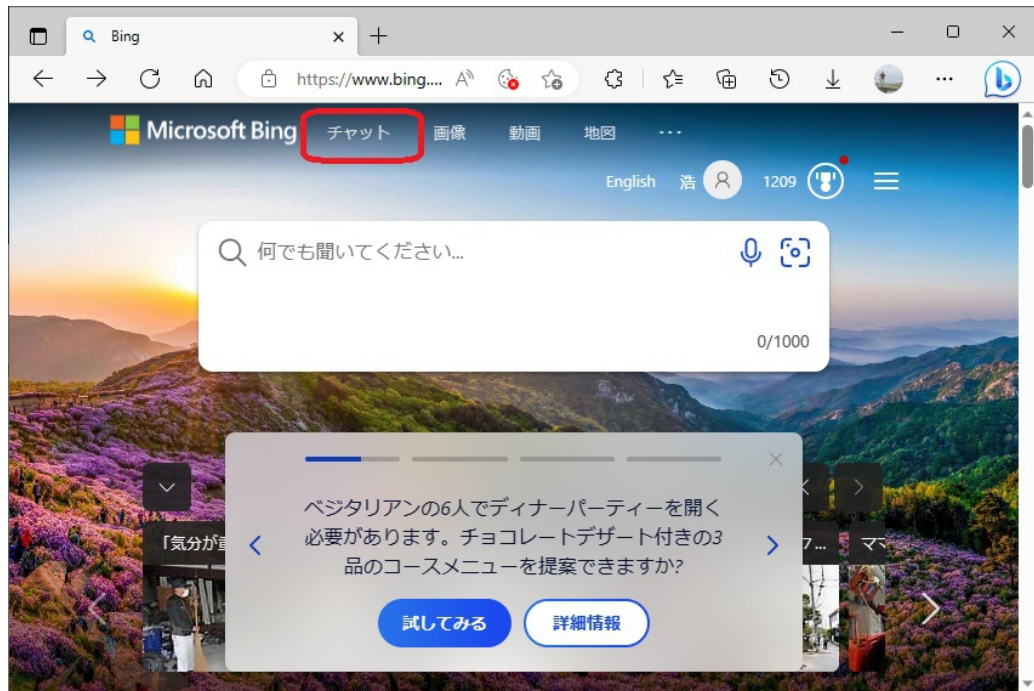 Bing
https://www.bing....
Microsoft Bing チャット 画像 動画 地図 ...
English 浩 1209
何でも聞いてください...
0/1000
ベジタリアンの6人でディナーパーティーを開く
必要があります。チョコレートデザート付きの3
品のコースメニューを提案できますか?
「気分が重
7...
マ
試してみる 詳細情報